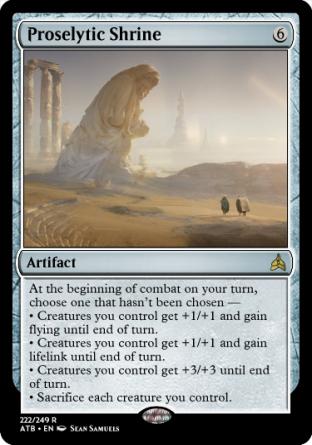 Proselytic Shrine 6
Artifact
At the beginning of combat on your turn,
choose one that hasn't been chosen —
• Creatures you control get +1/+1 and gain
flying until end of turn.
• Creatures you control get +1/+1 and gain
lifelink until end of turn.
• Creatures you control get +3/+3 until end
of turn.
• Sacrifice each creature you control.
222/249 R
ATB • EN Sean Samuels